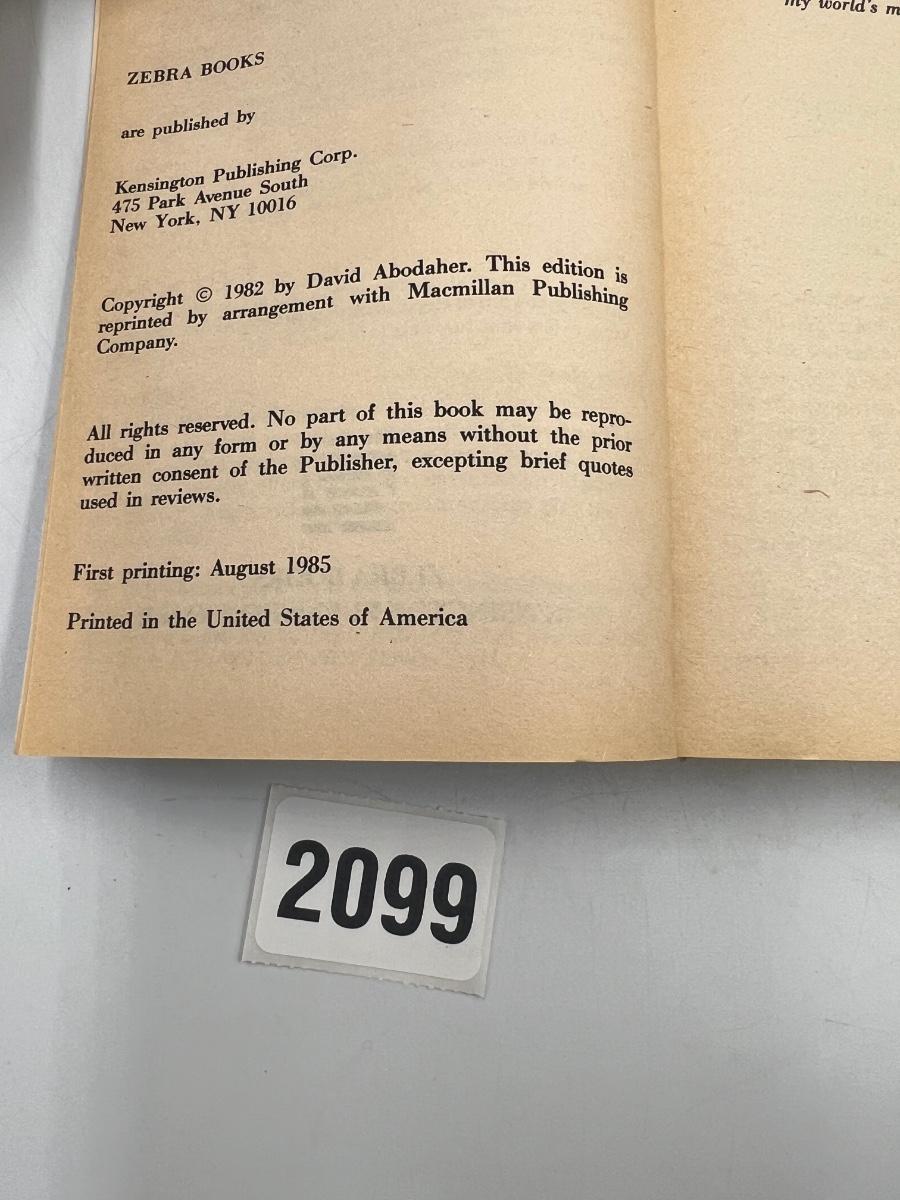 my world's
ZEBRA BOOKS
are published by
Kensington Publishing Corp.
475 Park Avenue South
New York, NY 10016
Copyright © 1982 by David Abodaher. This edition is
reprinted by arrangement with Macmillan Publishing
Company.
All rights reserved. No part of this book may be repro-
duced in any form or by any means without the prior
written consent of the Publisher, excepting brief quotes
used in reviews.
First printing: August 1985
Printed in the United States of America
2099